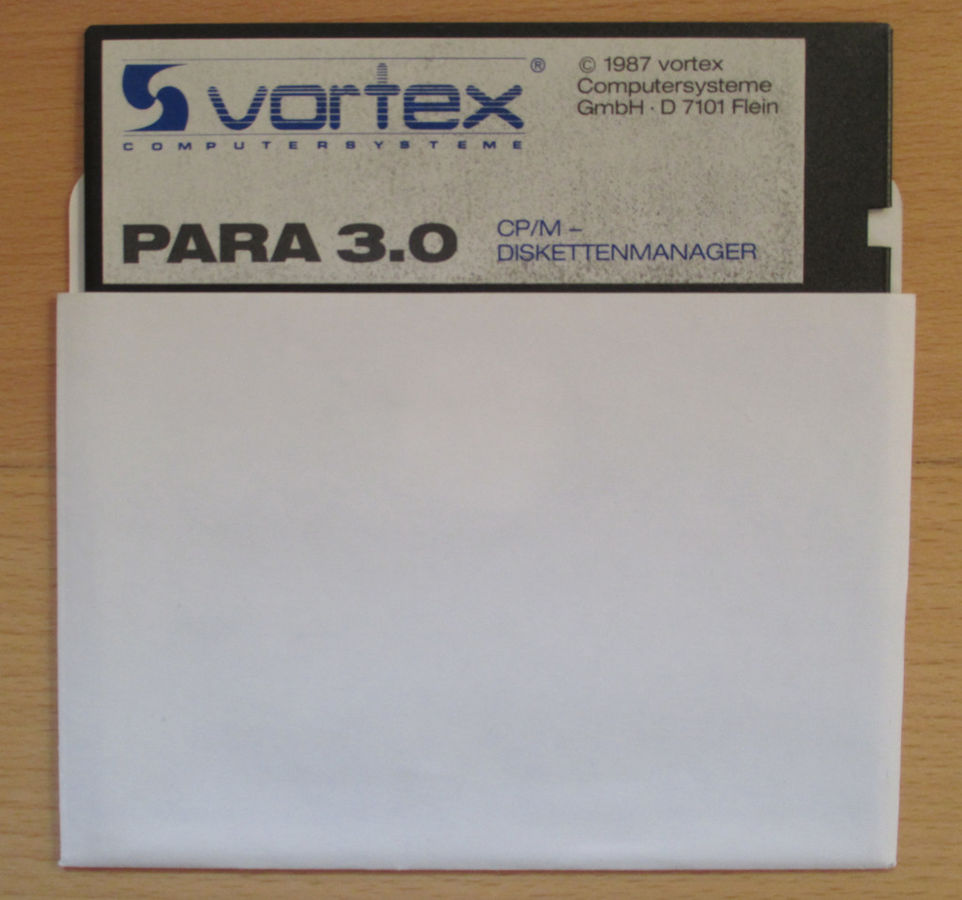 vortex®
COMPUTERSYSTEME
© 1987 vortex
Computersysteme
GmbH · D 7101 Flein
PARA 3.0
CP/M –
DISKETTENMANAGER